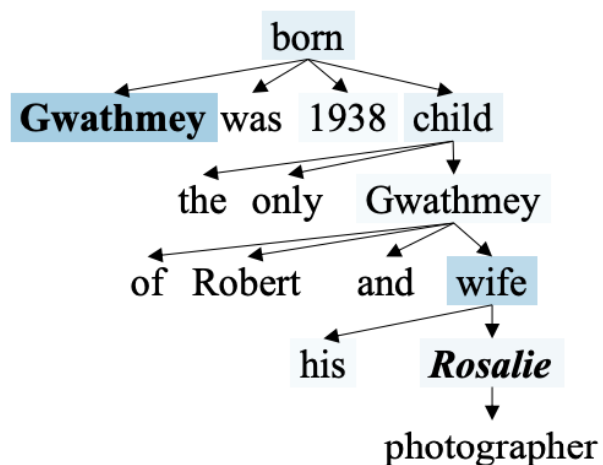 born
Gwathmey was 1938 child
the only Gwathmey
of Robert and wife
his Rosalie
photographer